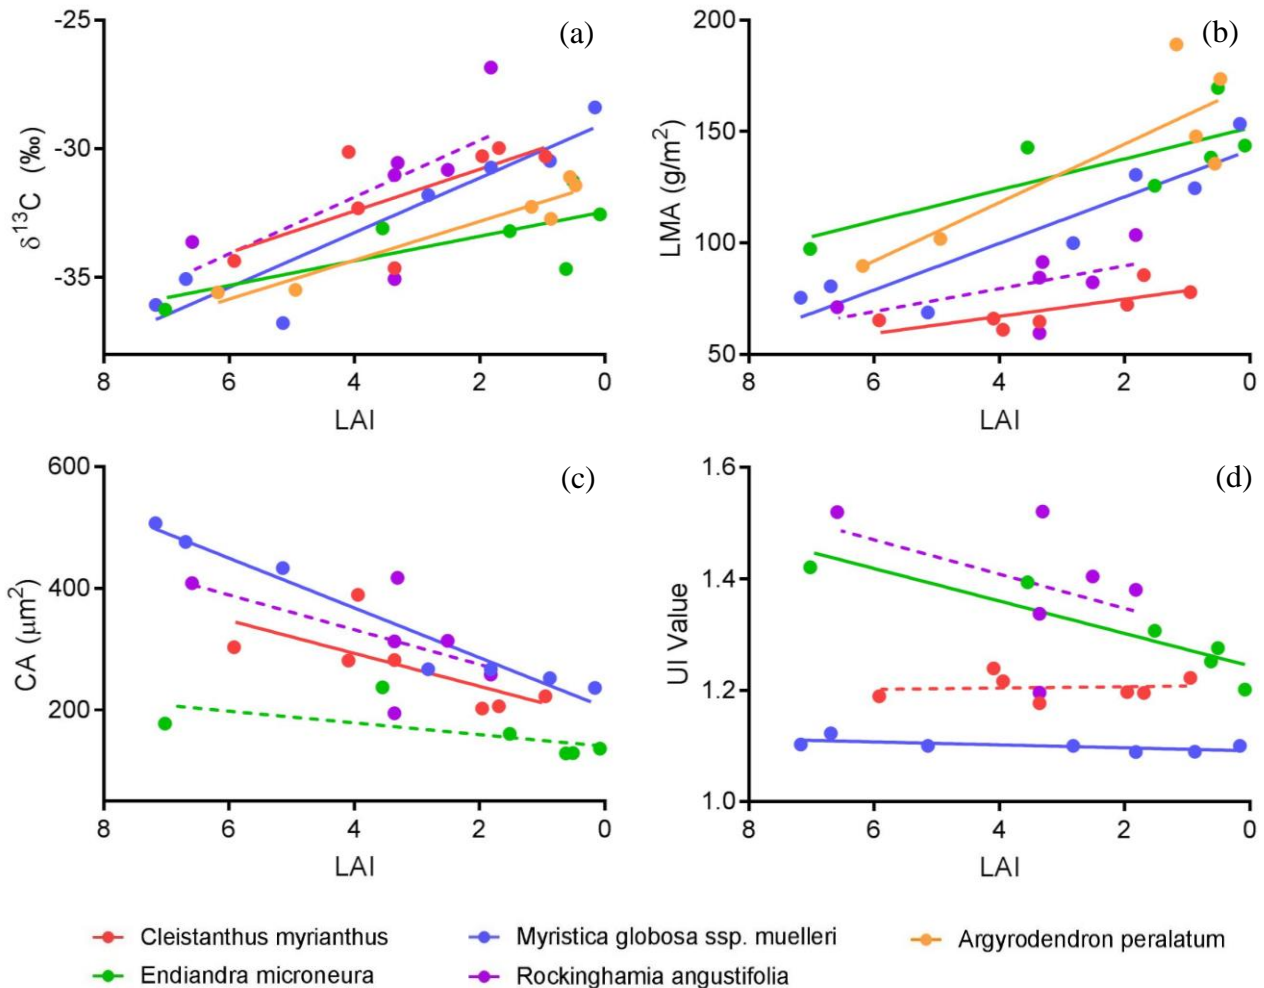 -25
-30
-35
δ¹³C (‰)
(a)
8 6 4 2 0
LAI
200
150
100
50
LMA (g/m²)
(b)
8 6 4 2 0
LAI
600
400
200
CA (μm²)
(c)
8 6 4 2 0
LAI
1.6
1.4
1.2
1.0
UI Value
(d)
8 6 4 2 0
LAI
Cleistanthus myrianthus
Myristica globosa ssp. muelleri
Argyrodendron peralatum
Endiandra microneura
Rockinghamia angustifolia